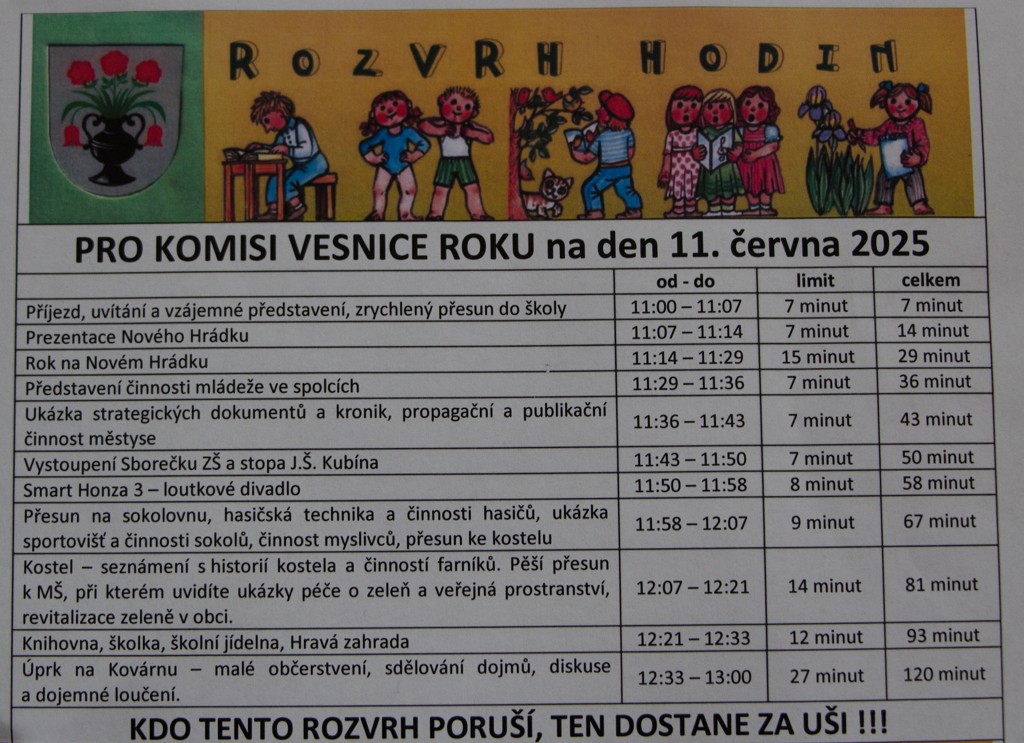 ROZVRH HODIN
PRO KOMISI VESNICE ROKU na den 11. června 2025
od - do limit celkem
Příjezd, uvítání a vzájemné představení, zrychlený přesun do školy 11:00 – 11:07 7 minut 7 minut
Prezentace Nového Hrádku 11:07 – 11:14 7 minut 14 minut
Rok na Novém Hrádku 11:14 – 11:29 15 minut 29 minut
Představení činnosti mládeže ve spolcích 11:29 – 11:36 7 minut 36 minut
Ukázka strategických dokumentů a kronik, propagační a publikační
činnost městyse 11:36 – 11:43 7 minut 43 minut
Vystoupení Sborečku ZŠ a stopa J.Š. Kubína 11:43 – 11:50 7 minut 50 minut
Smart Honza 3 – loutkové divadlo 11:50 – 11:58 8 minut 58 minut
Přesun na sokolovnu, hasičská technika a činnosti hasičů, ukázka
sportovišť a činnosti sokolů, činnost myslivců, přesun ke kostelu 11:58 – 12:07 9 minut 67 minut
Kostel – seznámení s historií kostela a činností farníků. Pěší přesun
k MŠ, při kterém uvidíte ukázky péče o zeleň a veřejná prostranství, 12:07 – 12:21 14 minut 81 minut
revitalizace zeleně v obci.
Knihovna, školka, školní jídelna, Hravá zahrada 12:21 – 12:33 12 minut 93 minut
Úprk na Kovárnu – malé občerstvení, sdělování dojmů, diskuse
a dojemné loučení. 12:33 – 13:00 27 minut 120 minut
KDO TENTO ROZVRH PORUŠÍ, TEN DOSTANE ZA UŠI !!!